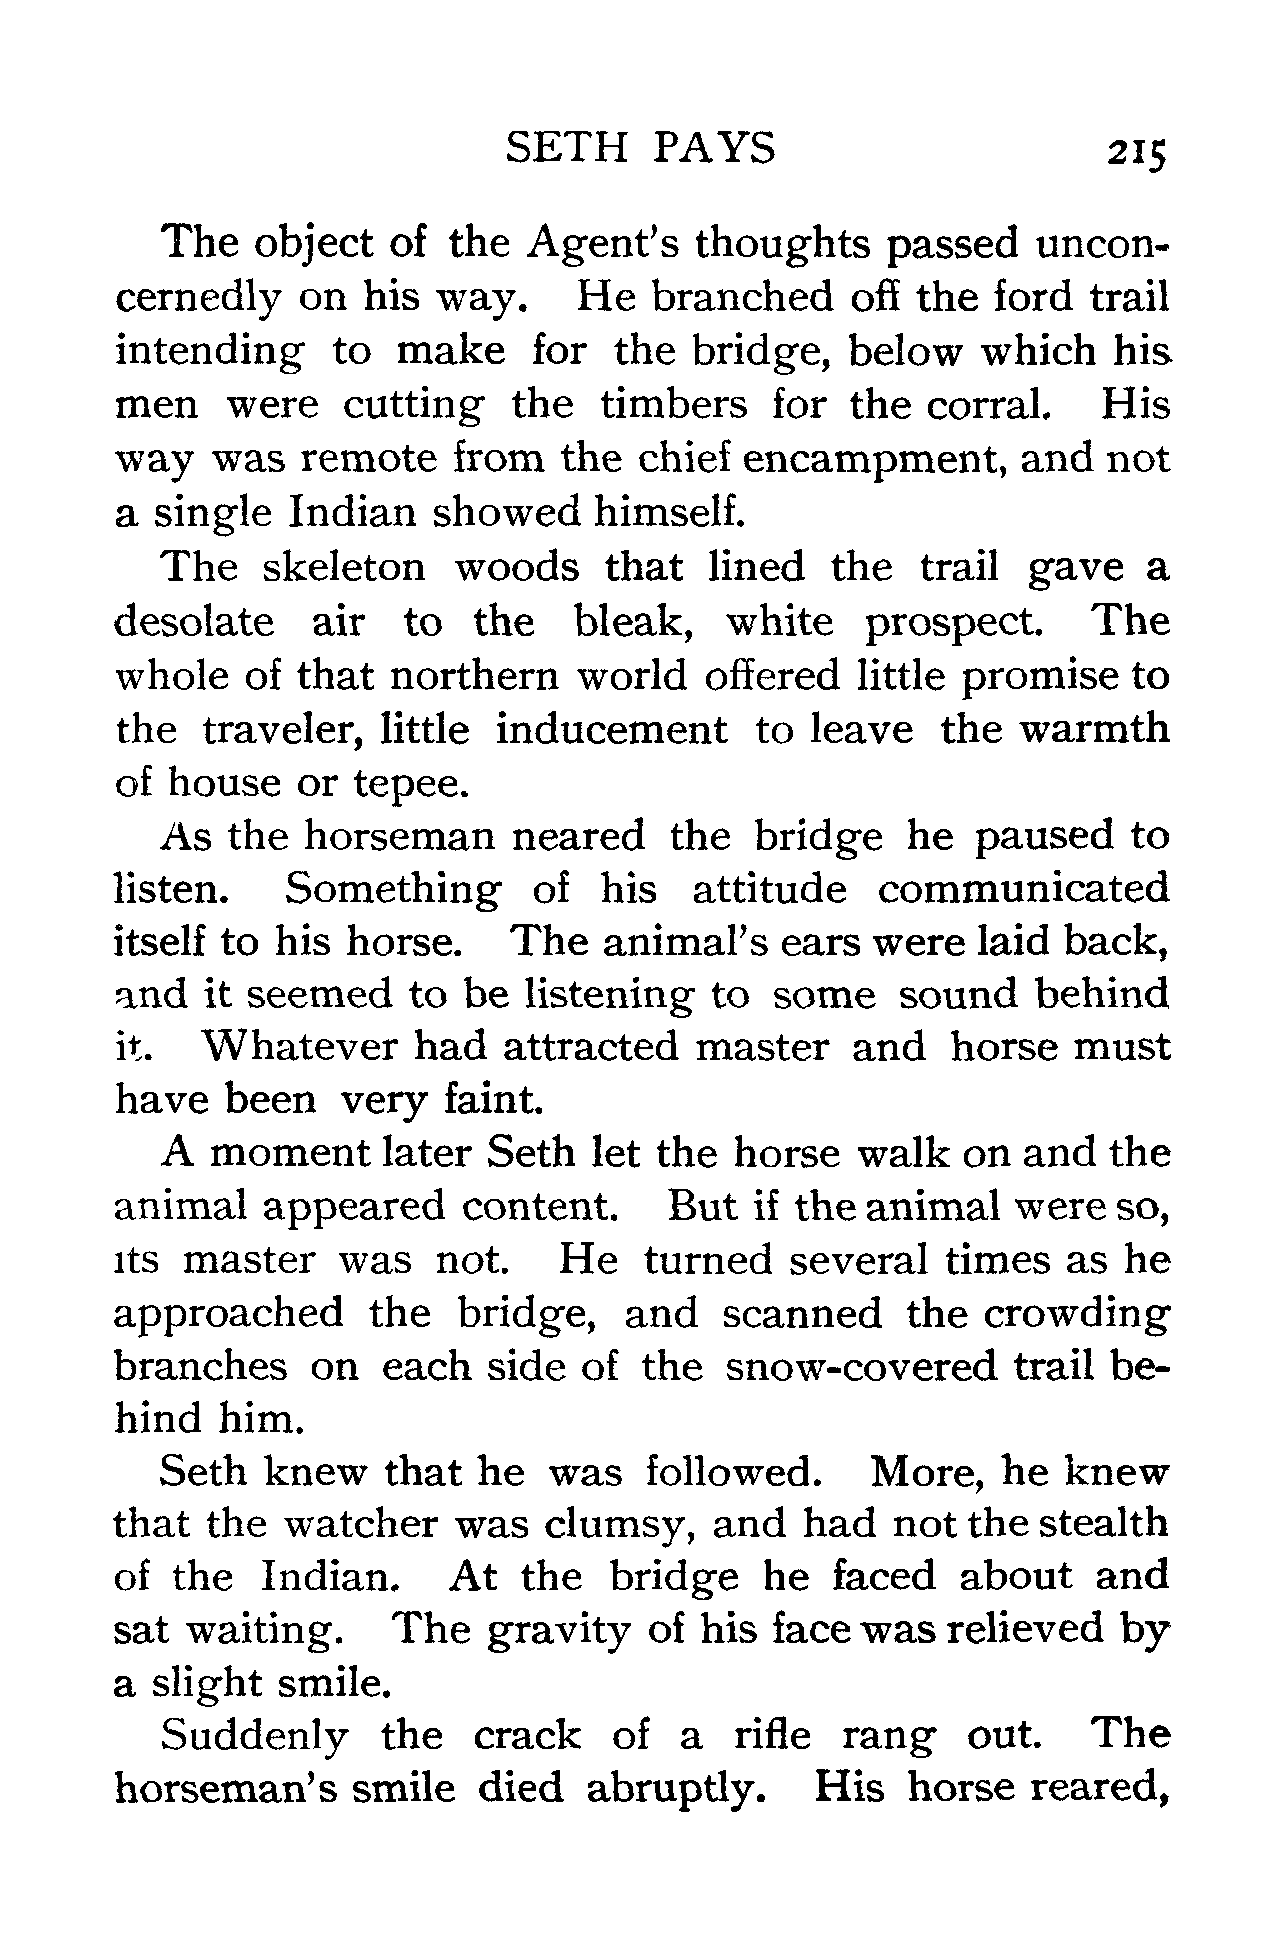 SETH PAYS 215
The object of the Agent's thoughts passed uncon-
cernedly on his way. He branched off the ford trail
intending to make for the bridge, below which his
men were cutting the timbers for the corral. His
way was remote from the chief encampment, and not
a single Indian showed himself.
The skeleton woods that lined the trail gave a
desolate air to the bleak, white prospect. The
whole of that northern world offered little promise to
the traveler, little inducement to leave the warmth
of house or tepee.
As the horseman neared the bridge he paused to
listen. Something of his attitude communicated
itself to his horse. The animal's ears were laid back,
and it seemed to be listening to some sound behind
it. Whatever had attracted master and horse must
have been very faint.
A moment later Seth let the horse walk on and the
animal appeared content. But if the animal were so,
its master was not. He turned several times as he
approached the bridge, and scanned the crowding
branches on each side of the snow-covered trail be-
hind him.
Seth knew that he was followed. More, he knew
that the watcher was clumsy, and had not the stealth
of the Indian. At the bridge he faced about and
sat waiting. The gravity of his face was relieved by
a slight smile.
Suddenly the crack of a rifle rang out. The
horseman's smile died abruptly. His horse reared,